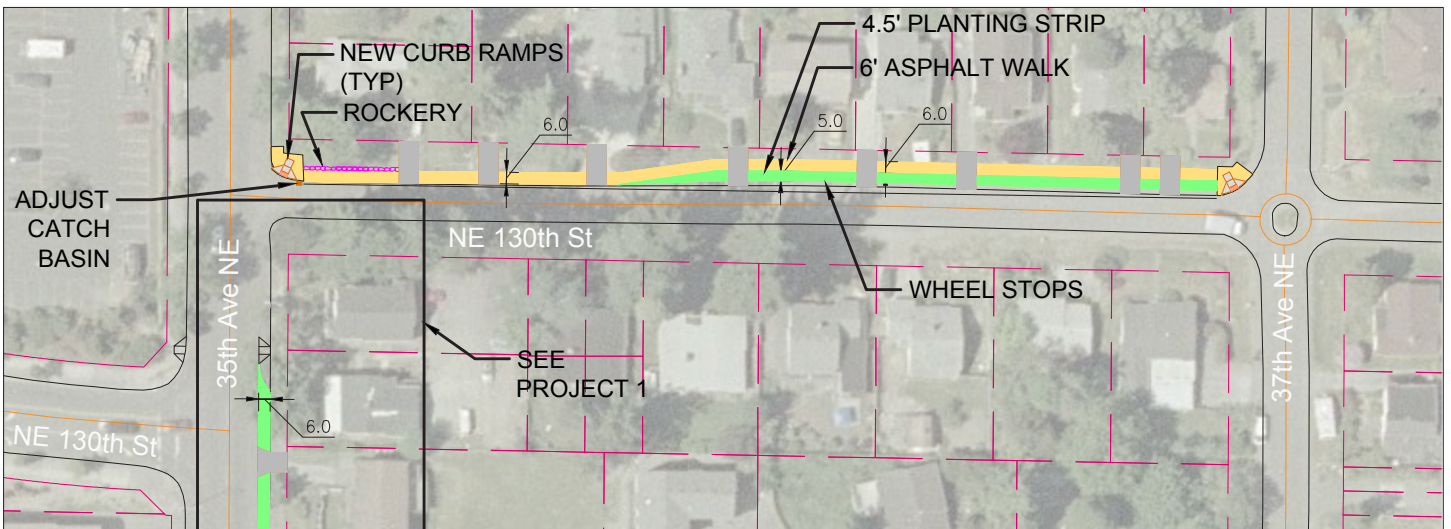 4.5' PLANTING STRIP
NEW CURB RAMPS
(TYP)
6' ASPHALT WALK
ROCKERY
6.0
5.0
6.0
ADJUST
CATCH
BASIN
NE 130th St
WHEEL STOPS
35th Ave NE
37th Ave NE
SEE
PROJECT 1
6.0
NE 130th St